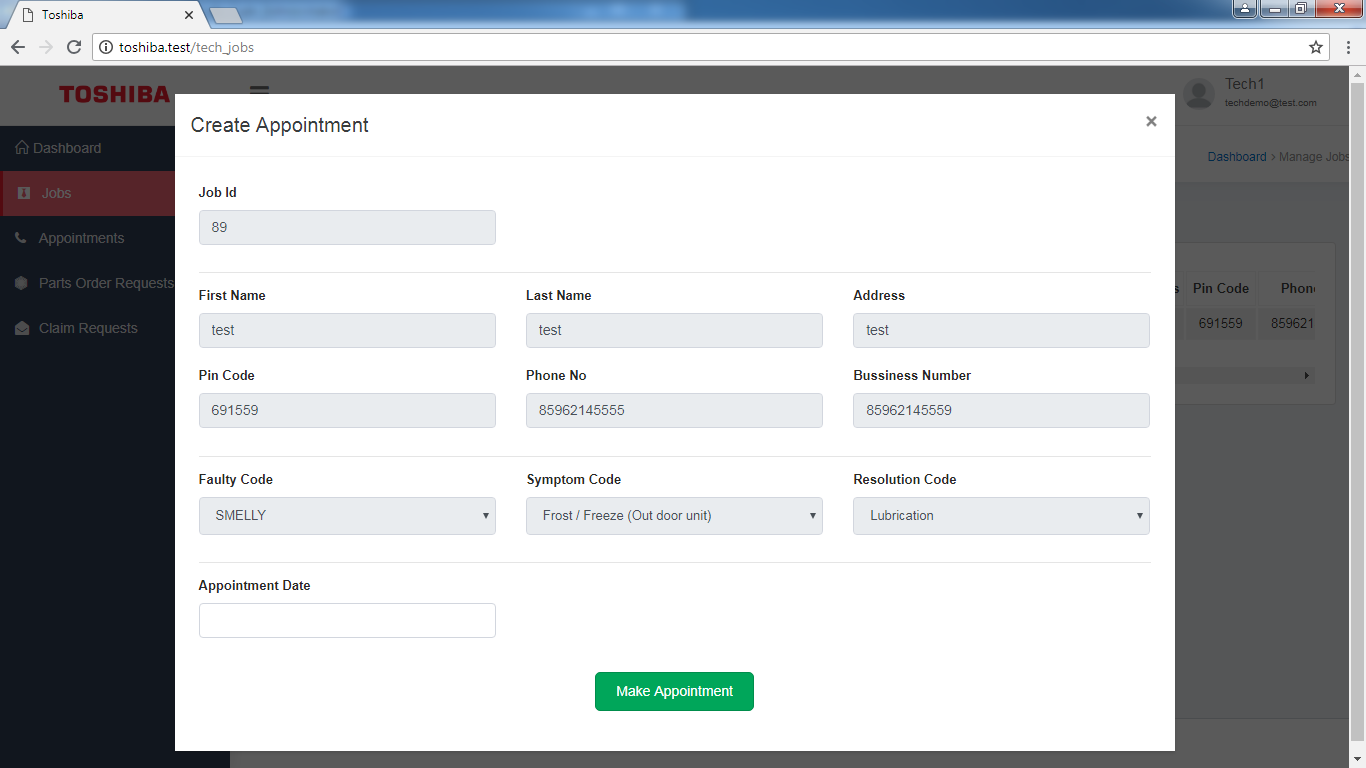 Toshiba
toshiba.test/tech_jobs
TOSHIBA
Tech1
techdemo@test.com
Dashboard
Jobs
Appointments
Parts Order Requests
Claim Requests
Dashboard > Manage Jobs
Create Appointment ×
Job Id
89
First Name Last Name Address
test test test
Pin Code Phone No Bussiness Number
691559 85962145555 85962145559
Faulty Code Symptom Code Resolution Code
SMELLY Frost / Freeze (Out door unit) Lubrication
Appointment Date
Make Appointment
s Pin Code Phon
691559 859621